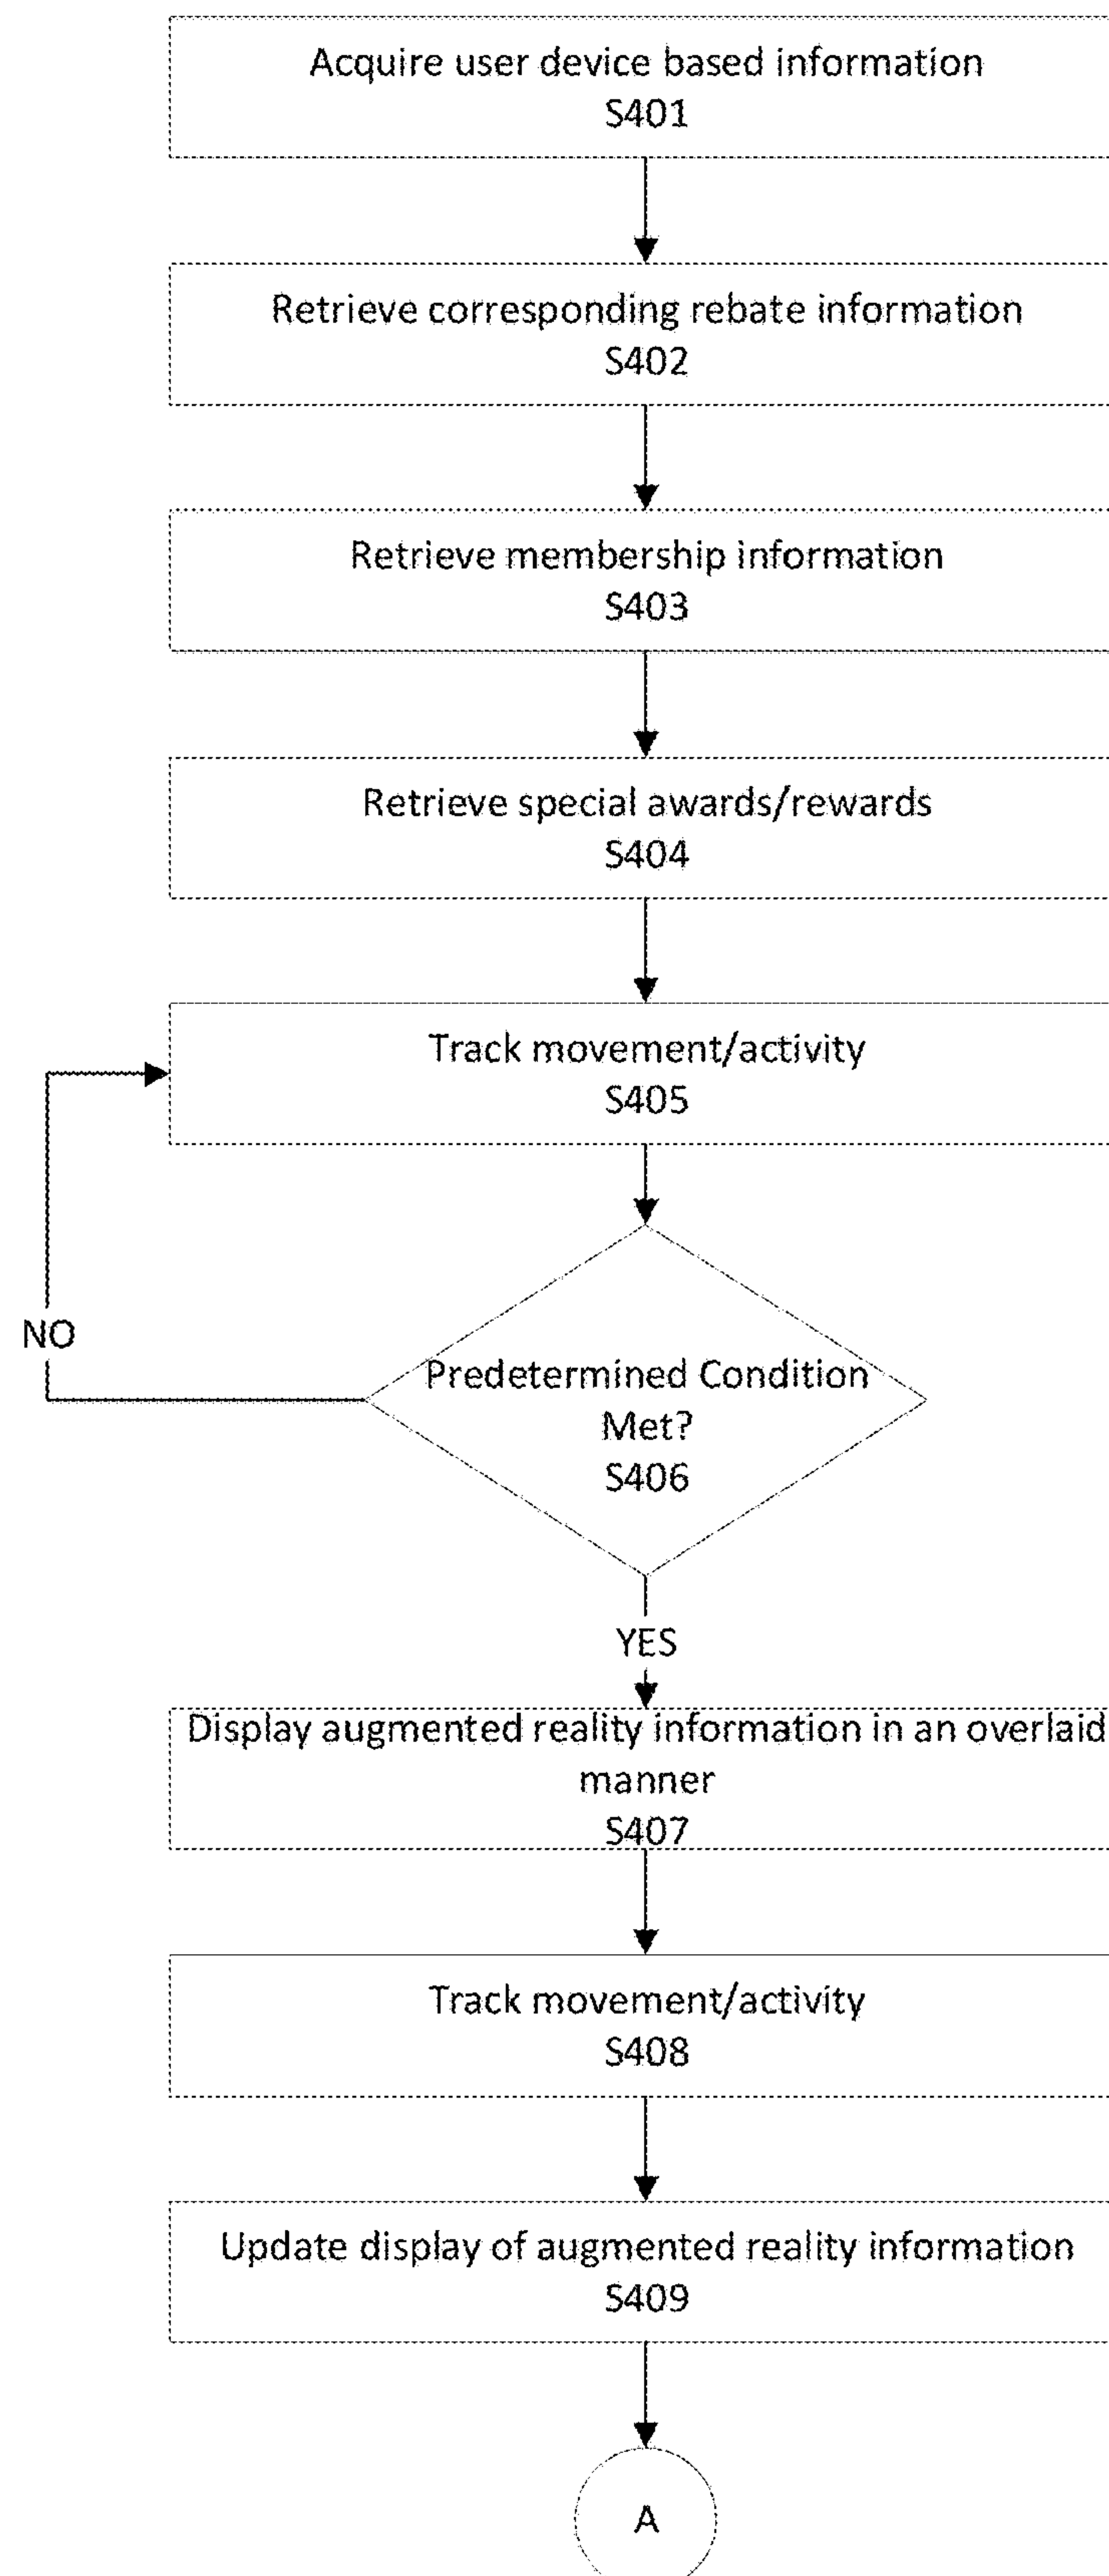 Acquire user device based information
S401
Retrieve corresponding rebate information
S402
Retrieve membership information
S403
Retrieve special awards/rewards
S404
Track movement/activity
S405
NO
Predetermined Condition
Met?
S406
YES
Display augmented reality information in an overlaid
manner
S407
Track movement/activity
S408
Update display of augmented reality information
S409
A